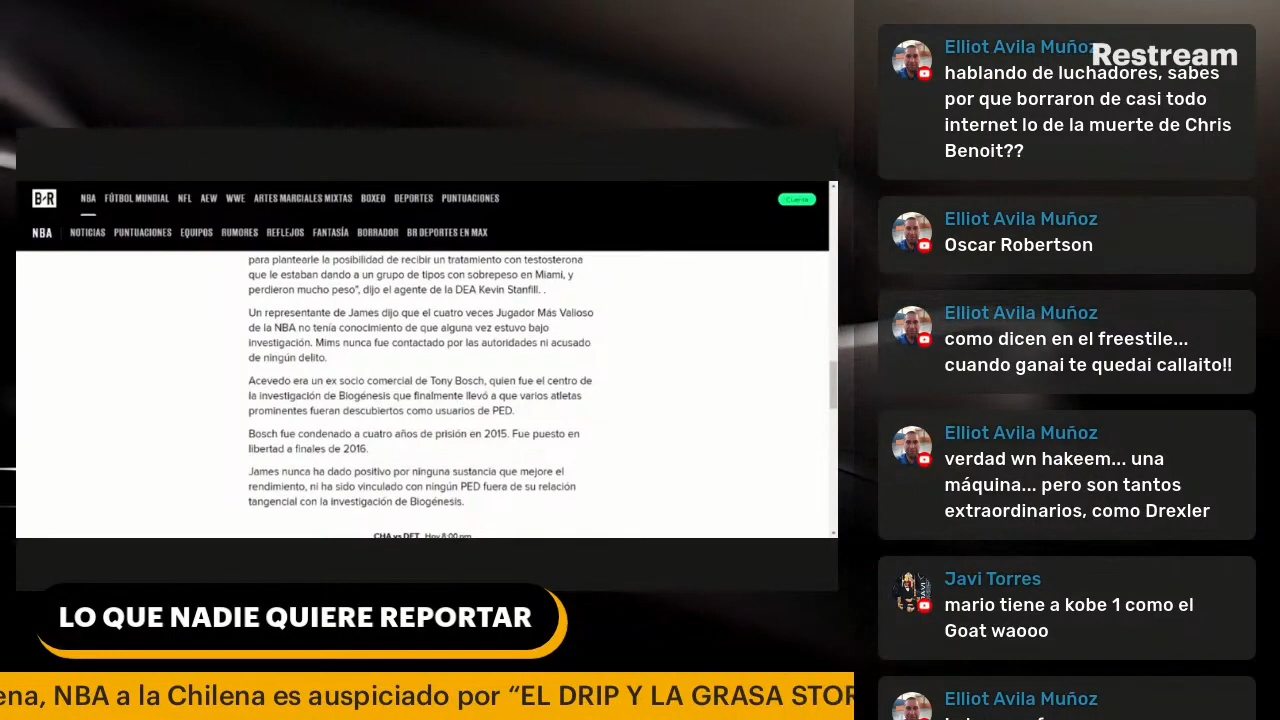 B/R
NBA FÚTBOL MUNDIAL NFL AEW WWE ARTES MARCIALES MIXTAS BOXEO DEPORTES PUNTUACIONES
Cuenta
NBA NOTICIAS PUNTUACIONES EQUIPOS RUMORES REFLEJOS FANTASÍA BORRADOR BR DEPORTES EN MAX
para plantearle la posibilidad de recibir un tratamiento con testosterona
que le estaban dando a un grupo de tipos con sobrepeso en Miami, y
perdieron mucho peso", dijo el agente de la DEA Kevin Stanfill. .
Un representante de James dijo que el cuatro veces Jugador Más Valioso
de la NBA no tenía conocimiento de que alguna vez estuvo bajo
investigación. Mims nunca fue contactado por las autoridades ni acusado
de ningún delito.
Acevedo era un ex socio comercial de Tony Bosch, quien fue el centro de
la investigación de Biogénesis que finalmente llevó a que varios atletas
prominentes fueran descubiertos como usuarios de PED.
Bosch fue condenado a cuatro años de prisión en 2015. Fue puesto en
libertad a finales de 2016.
James nunca ha dado positivo por ninguna sustancia que mejore el
rendimiento, ni ha sido vinculado con ningún PED fuera de su relación
tangencial con la investigación de Biogénesis.
CHA vs DET Hoy 8:00 pm
LO QUE NADIE QUIERE REPORTAR
ena, NBA a la Chilena es auspiciado por “EL DRIP Y LA GRASA STOR
Restream
Elliot Avila Muñoz
hablando de luchadores, sabes
por que borraron de casi todo
internet lo de la muerte de Chris
Benoit??
Elliot Avila Muñoz
Oscar Robertson
Elliot Avila Muñoz
como dicen en el freestile...
cuando ganai te quedai callaito!!
Elliot Avila Muñoz
verdad wn hakeem... una
máquina... pero son tantos
extraordinarios, como Drexler
Javi Torres
mario tiene a kobe 1 como el
Goat waooo
Elliot Avila Muñoz